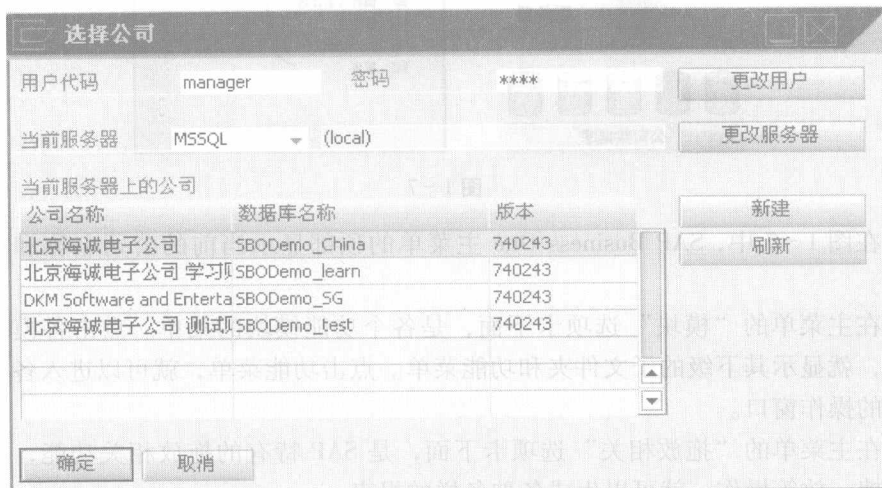 选择公司
用户代码 manager 密码 **** 更改用户
当前服务器 MSSQL (local) 更改服务器
当前服务器上的公司
公司名称 数据库名称 版本 新建
北京海诚电子公司 SBODemo_China 740243 刷新
北京海诚电子公司 学习 SBODemo_learn 740243
DKM Software and Enterta SBODemo_SG 740243
北京海诚电子公司 测试 SBODemo_test 740243
确定 取消